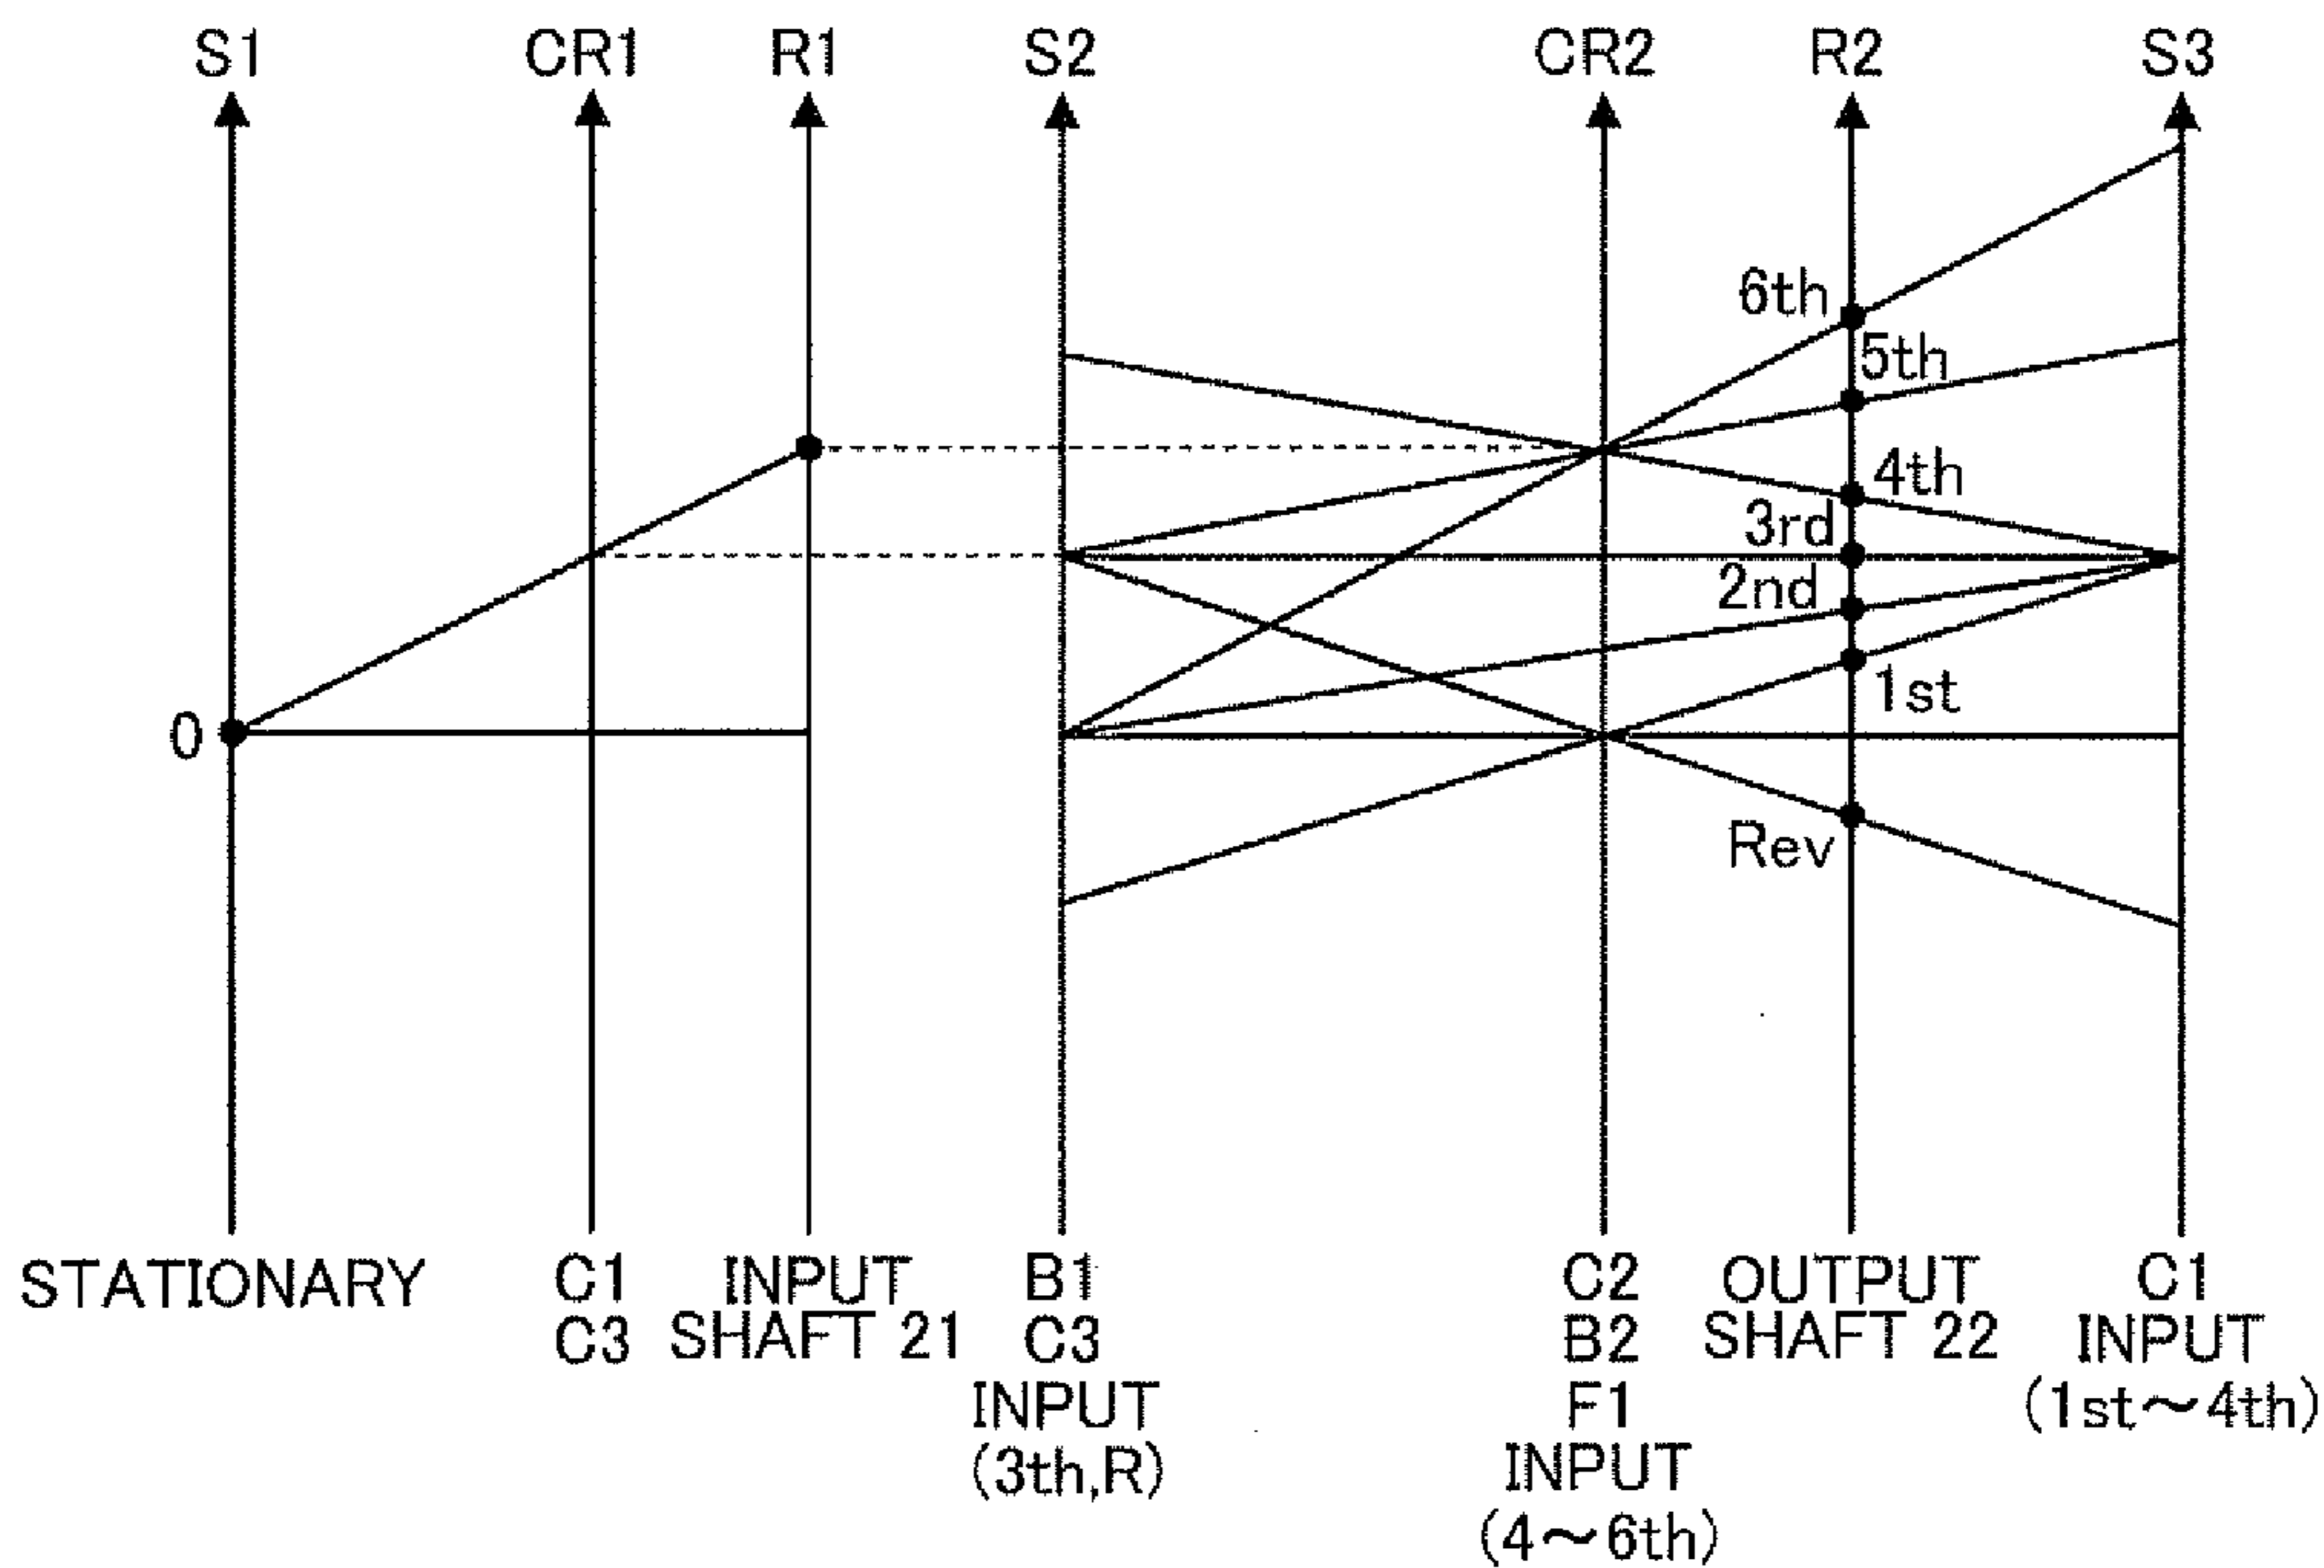 S1 CR1 R1 S2 CR2 R2 S3
6th
5th
4th
3rd
2nd
1st
0
Rev
STATIONARY
C1
C3
INPUT
SHAFT 21
B1
C3
INPUT
(3th,R)
C2
B2
F1
INPUT
(4～6th)
OUTPUT
SHAFT 22
C1
INPUT
(1st～4th)